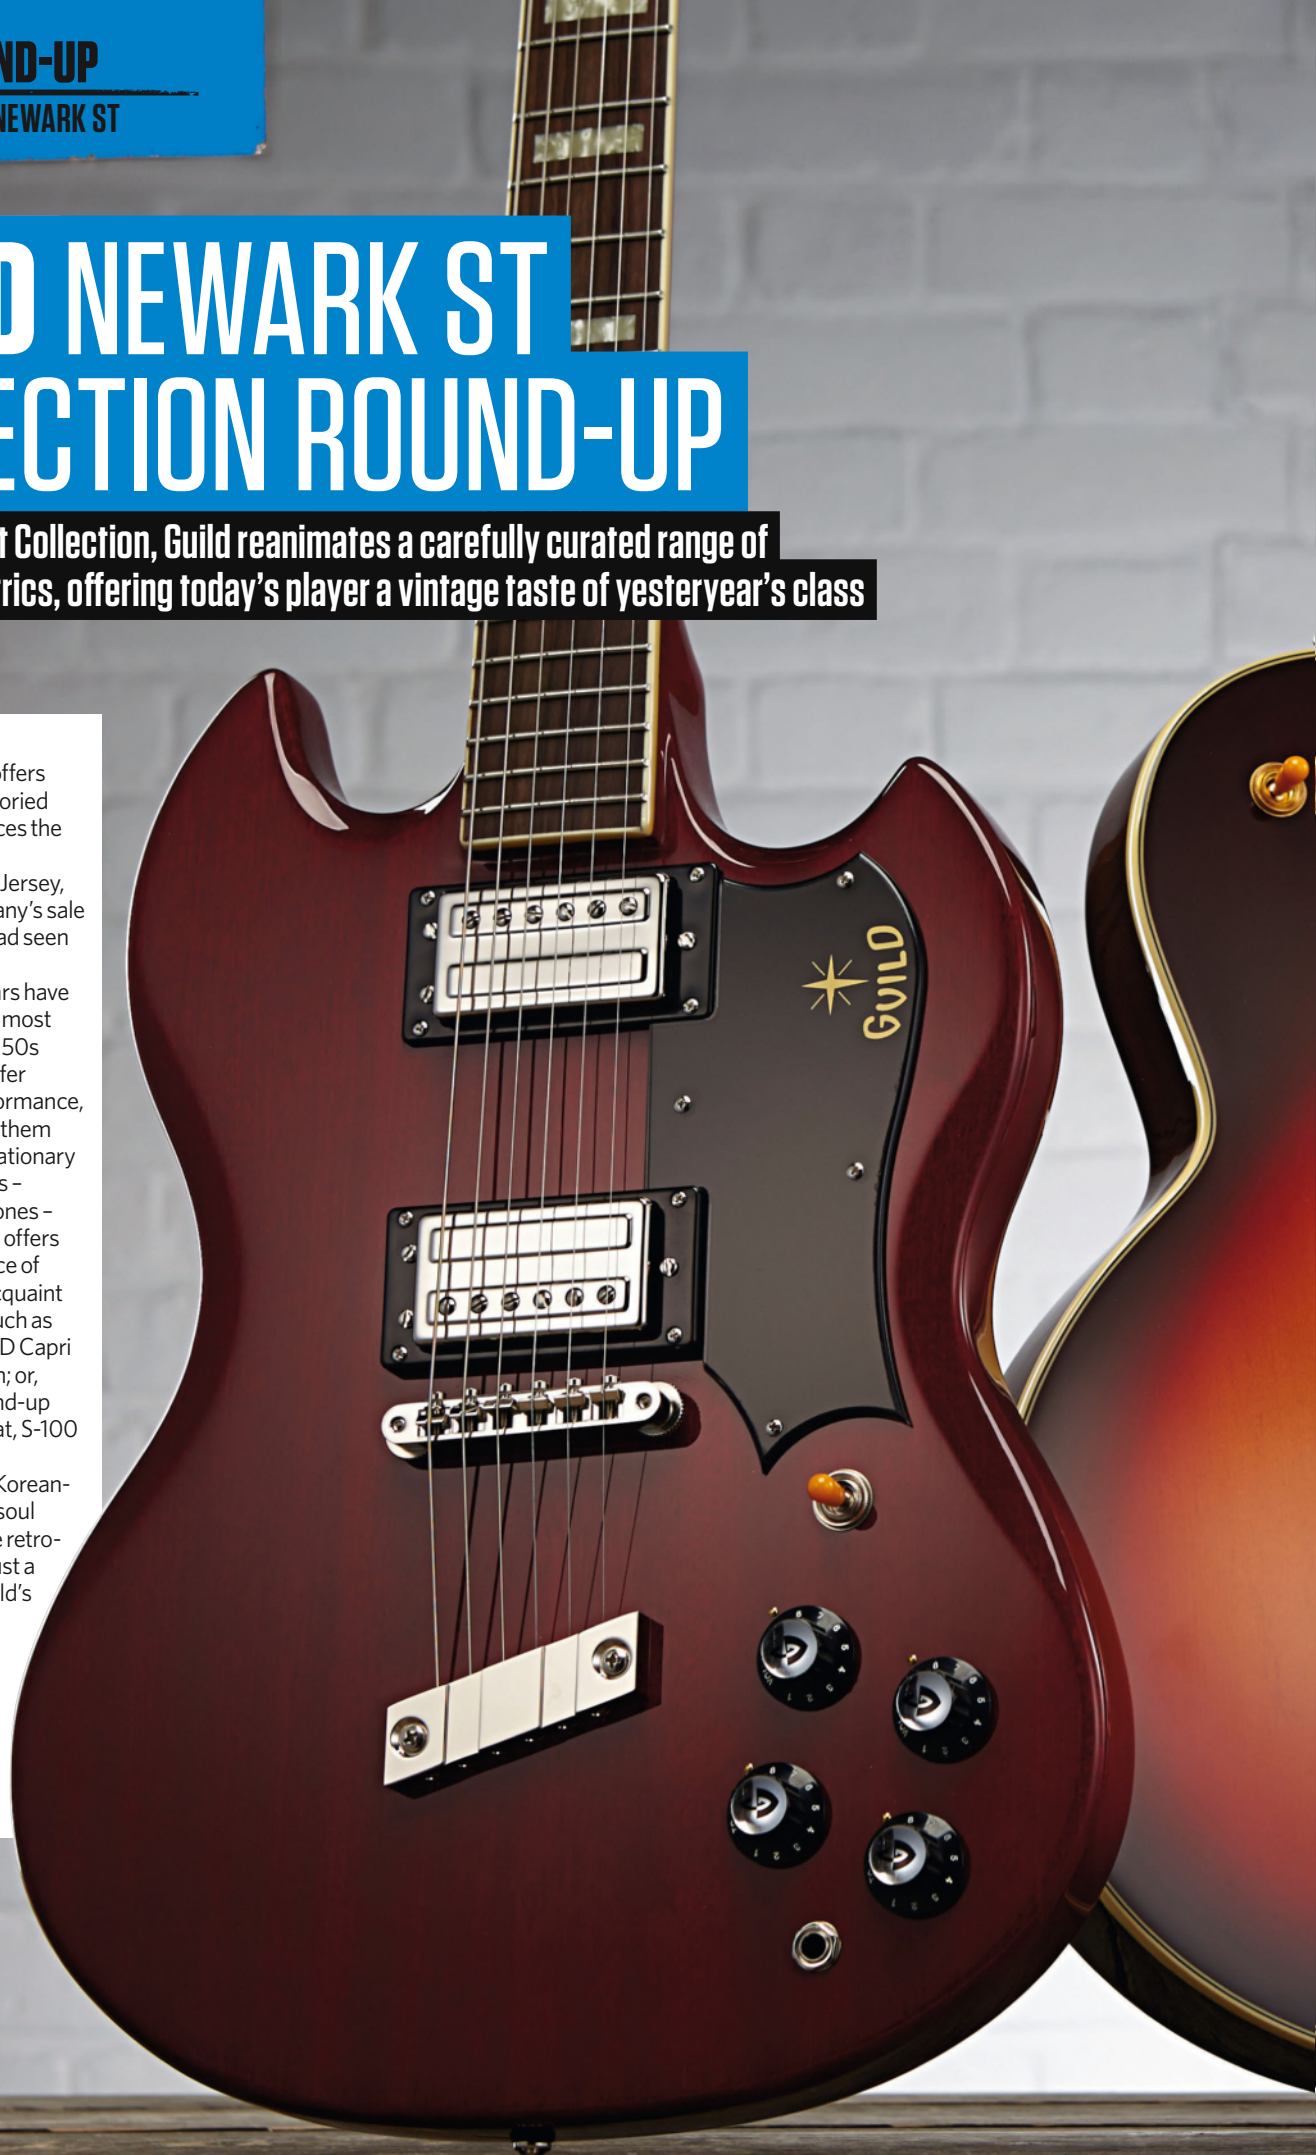 ND-UP
NEWARK ST
D NEWARK ST
ECTION ROUND-UP
t Collection, Guild reanimates a carefully curated range of
rics, offering today's player a vintage taste of yesteryear's class
ffers
oried
ces the
Jersey,
any's sale
ad seen
rs have
most
50s
fer
ormance,
them
ationary
s –
ones –
offers
ce of
cquaint
uch as
D Capri
n; or,
nd-up
at, S-100
Korean-
soul
e retro-
ust a
ld's
GUILD